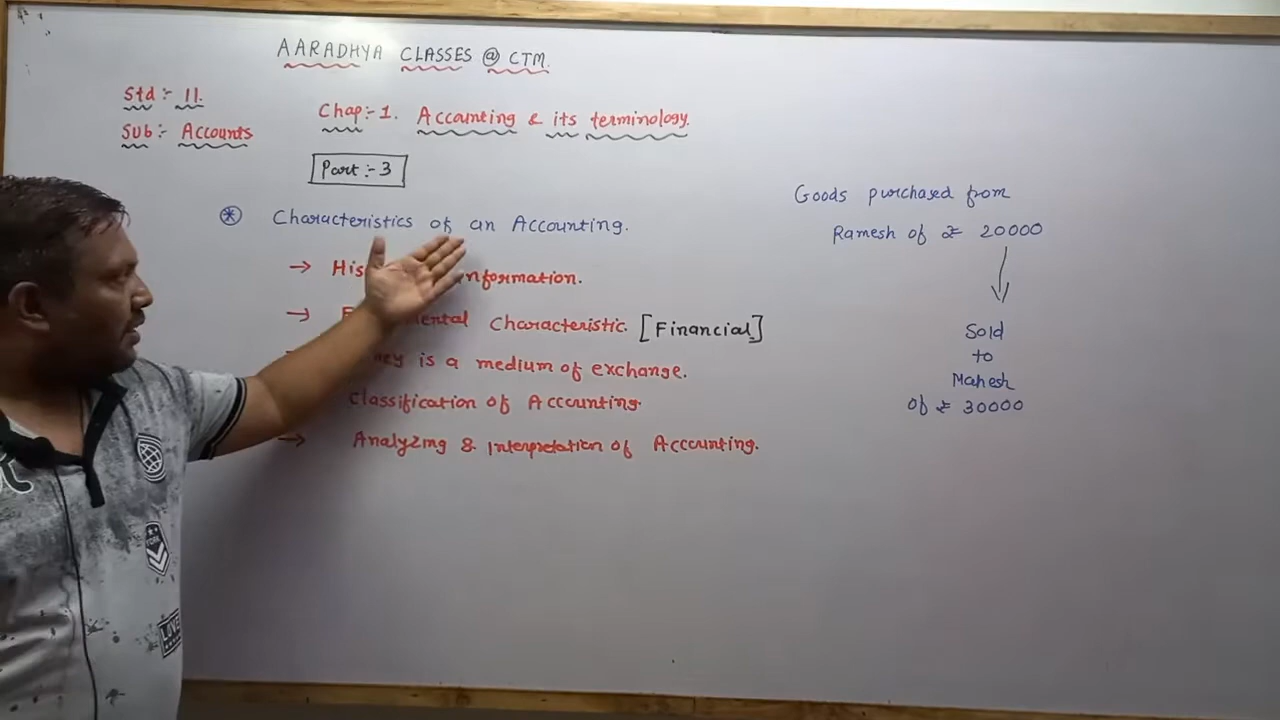 AARADHYA CLASSES @ CTM.
Std :- 11.
Sub :- Accounts
Chap :- 1. Accounting & its terminology.
Part :- 3
Characteristics of an Accounting.
→ nformation.
→ Characteristic. [Financial]
is a medium of exchange.
Classification of Accounting.
→ Analyzing & Interpretation of Accounting.
Goods purchased from
Ramesh of ₹ 20000
Sold
to
Mahesh
of ₹ 30000
LOVE